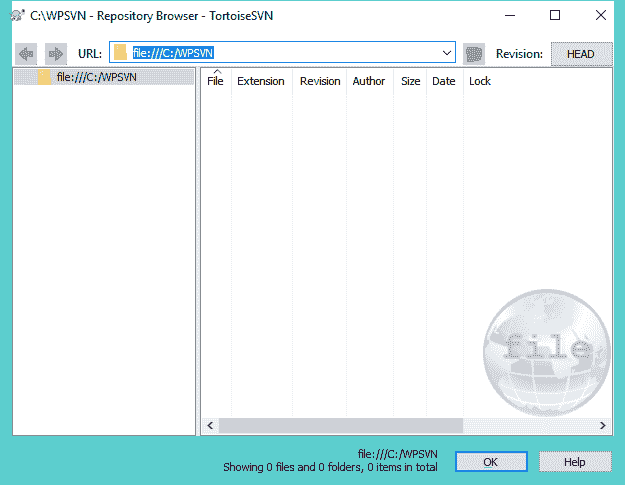 C:\WPSVN - Repository Browser - TortoiseSVN
URL: file:///C:/WPSVN Revision: HEAD
file:///C:/WPSVN
File Extension Revision Author Size Date Lock
file
file:///C:/WPSVN
Showing 0 files and 0 folders, 0 items in total
OK Help